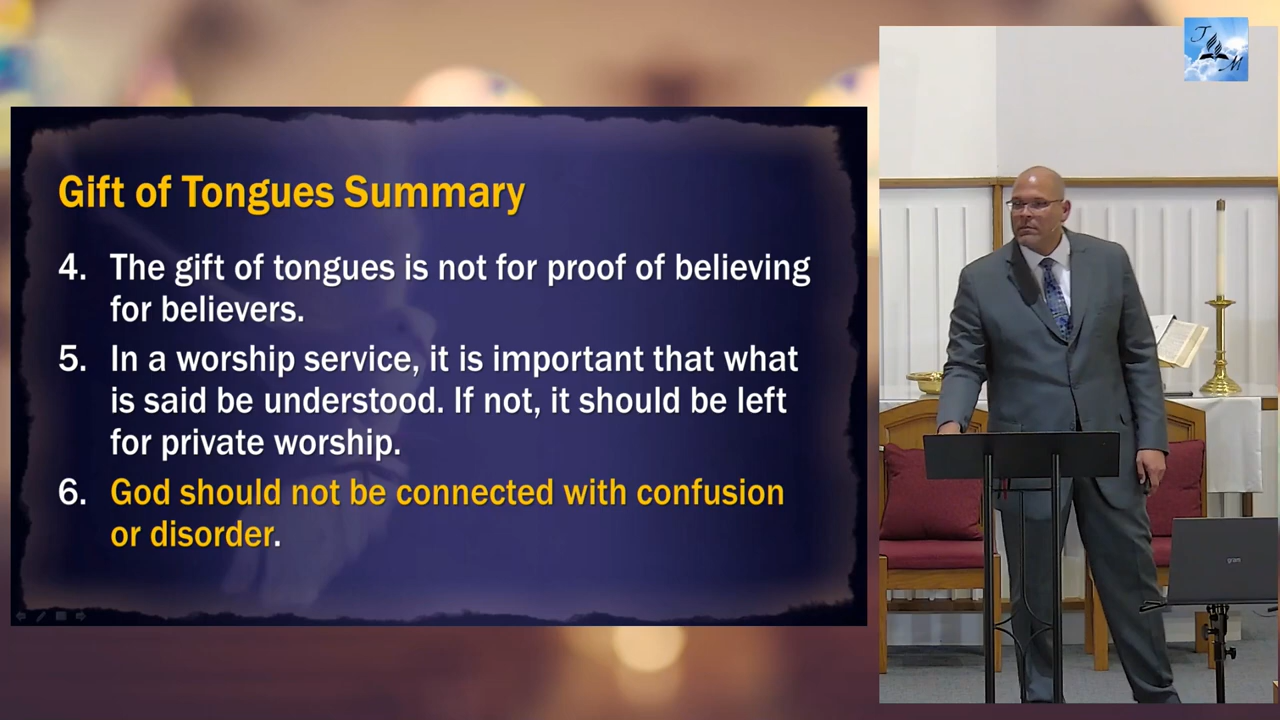 Gift of Tongues Summary
4. The gift of tongues is not for proof of believing
for believers.
5. In a worship service, it is important that what
is said be understood. If not, it should be left
for private worship.
6. God should not be connected with confusion
or disorder.
J
M
grant